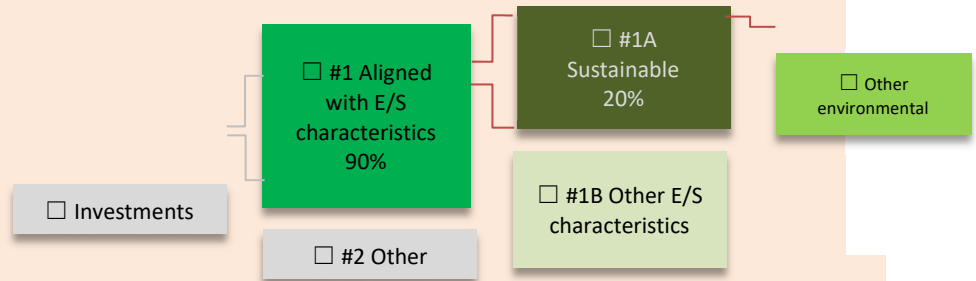 ☐ #1 Aligned
with E/S
characteristics
90%
☐ #1A
Sustainable
20%
☐ Other
environmental
☐ Investments
☐ #1B Other E/S
characteristics
☐ #2 Other